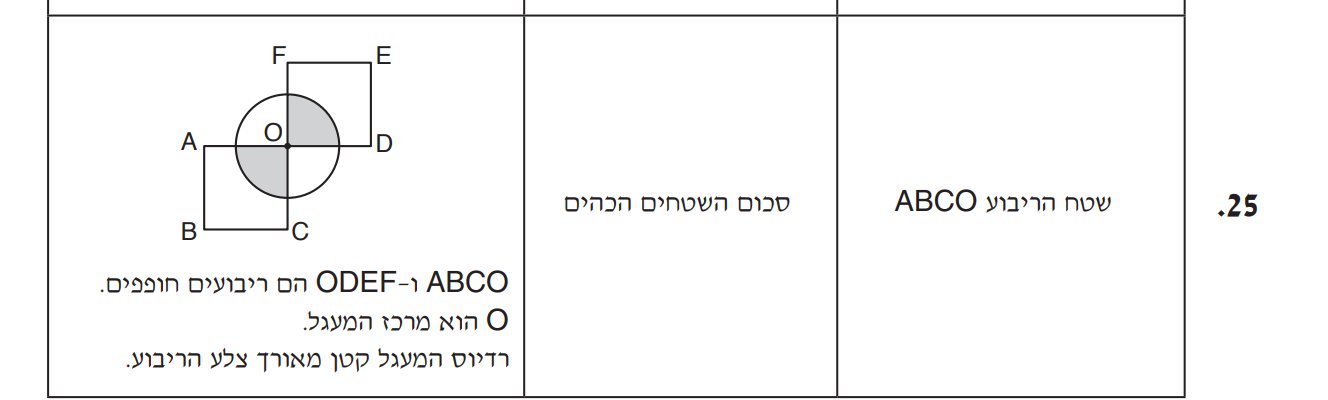 25.
שטח הריבוע ABCO
סכום השטחים הכהים
F E
A O D
B C
ABCO ו-ODEF הם ריבועים חופפים.
O הוא מרכז המעגל.
רדיוס המעגל קטן מאורך צלע הריבוע.